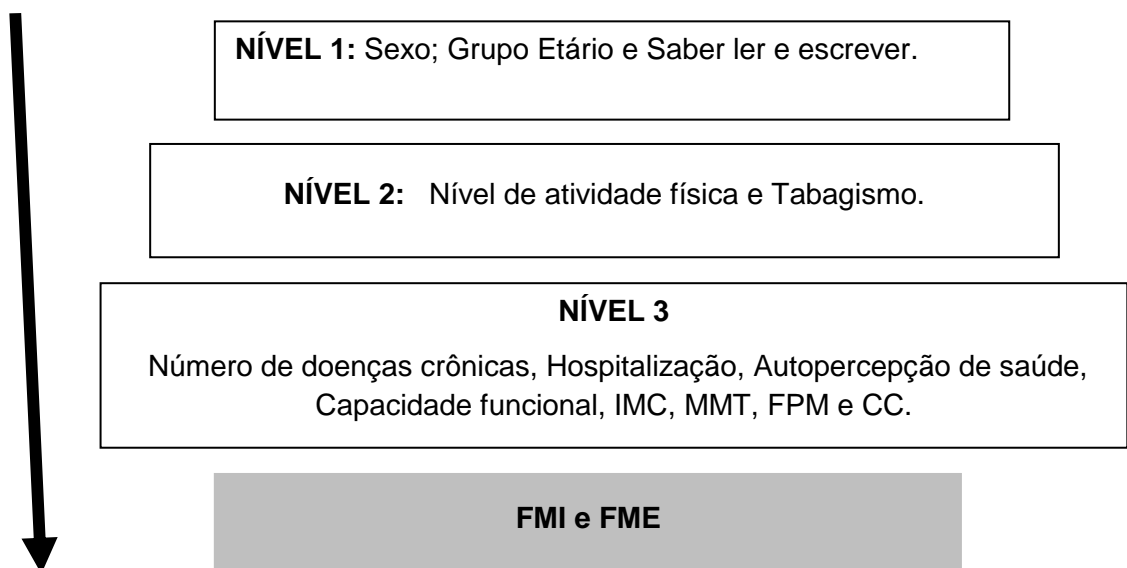 NÍVEL 1: Sexo; Grupo Etário e Saber ler e escrever.
NÍVEL 2: Nível de atividade física e Tabagismo.
NÍVEL 3
Número de doenças crônicas, Hospitalização, Autopercepção de saúde,
Capacidade funcional, IMC, MMT, FPM e CC.
FMI e FME